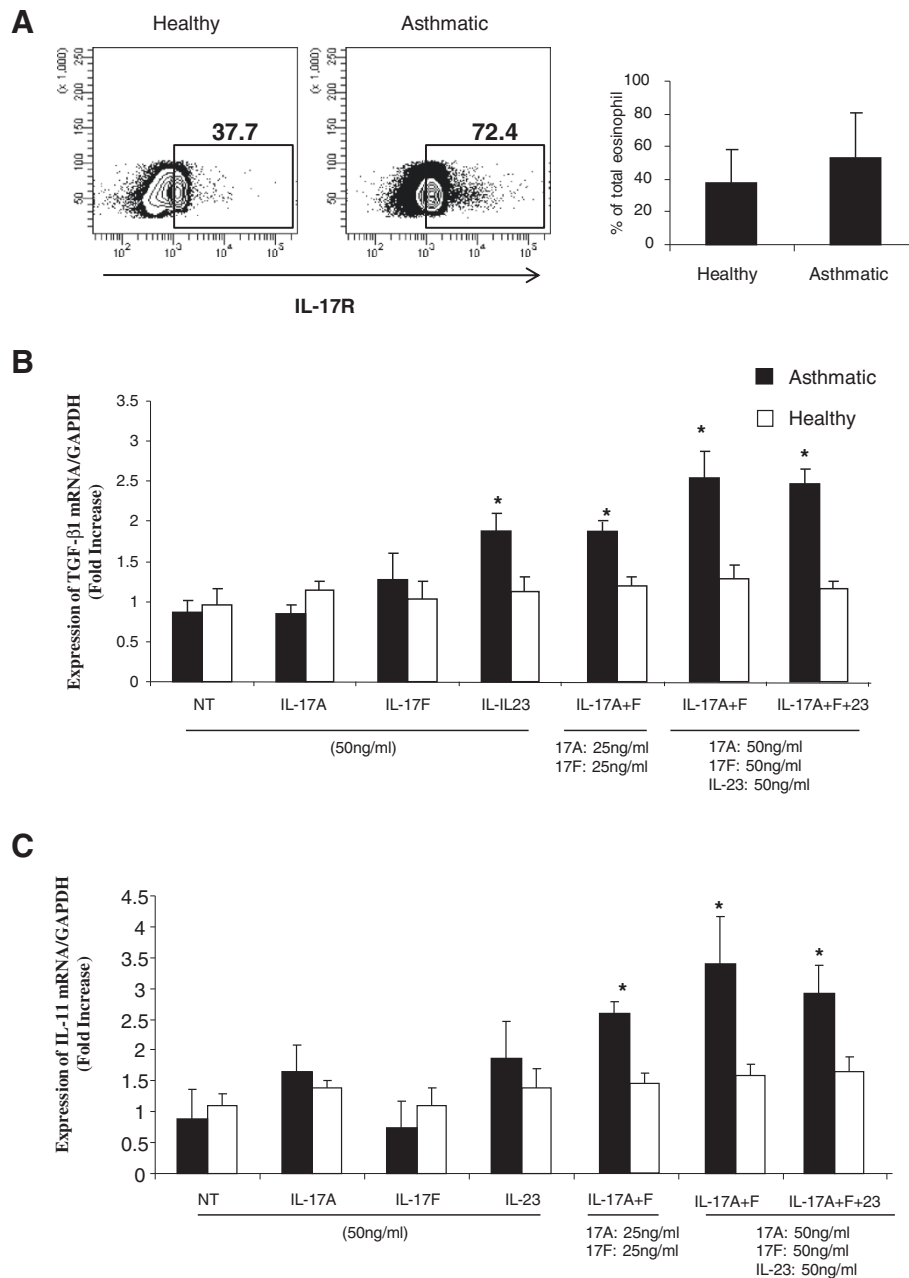 A
Healthy
Asthmatic
(x 1,000)
250
200
150
100
50
37.7
10² 10³ 10⁴ 10⁵
(x 1,000)
250
200
150
100
50
72.4
10² 10³ 10⁴ 10⁵
IL-17R
% of total eosinophil
100
80
60
40
20
0
Healthy
Asthmatic
B
Asthmatic
Healthy
Expression of TGF-β1 mRNA/GAPDH
(Fold Increase)
3.5
3
2.5
2
1.5
1
0.5
0
*
*
*
*
NT IL-17A IL-17F IL-IL23 IL-17A+F IL-17A+F IL-17A+F+23
(50ng/ml)
17A: 25ng/ml
17F: 25ng/ml
17A: 50ng/ml
17F: 50ng/ml
IL-23: 50ng/ml
C
Expression of IL-11 mRNA/GAPDH
(Fold Increase)
4.5
4
3.5
3
2.5
2
1.5
1
0.5
0
*
*
*
NT IL-17A IL-17F IL-23 IL-17A+F IL-17A+F IL-17A+F+23
(50ng/ml)
17A: 25ng/ml
17F: 25ng/ml
17A: 50ng/ml
17F: 50ng/ml
IL-23: 50ng/ml